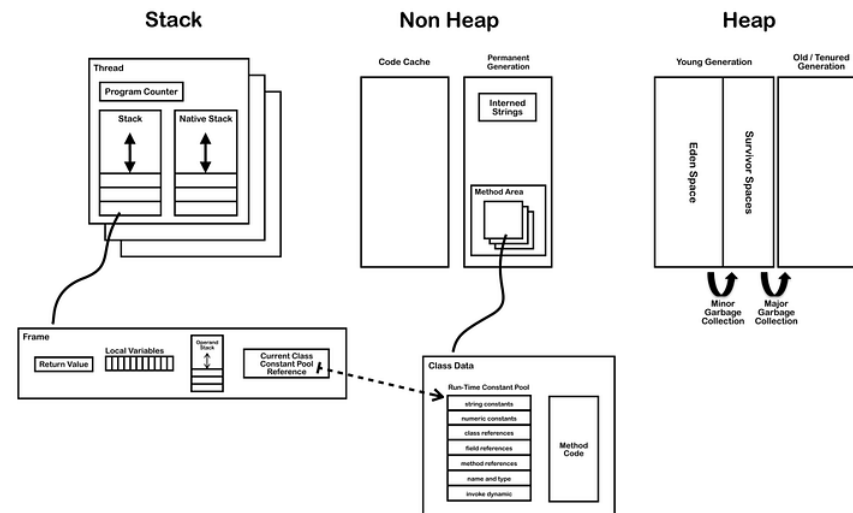 Stack
Non Heap
Heap
Thread
Program Counter
Stack
Native Stack
Code Cache
Permanent
Generation
Interned
Strings
Method Area
Young Generation
Old / Tenured
Generation
Eden Space
Survivor Spaces
Minor
Garbage
Collection
Major
Garbage
Collection
Frame
Return Value
Local Variables
Operand
Stack
Current Class
Constant Pool
Reference
Class Data
Run-Time Constant Pool
string constants
numeric constants
class references
field references
method references
name and type
invoke dynamic
Method
Code